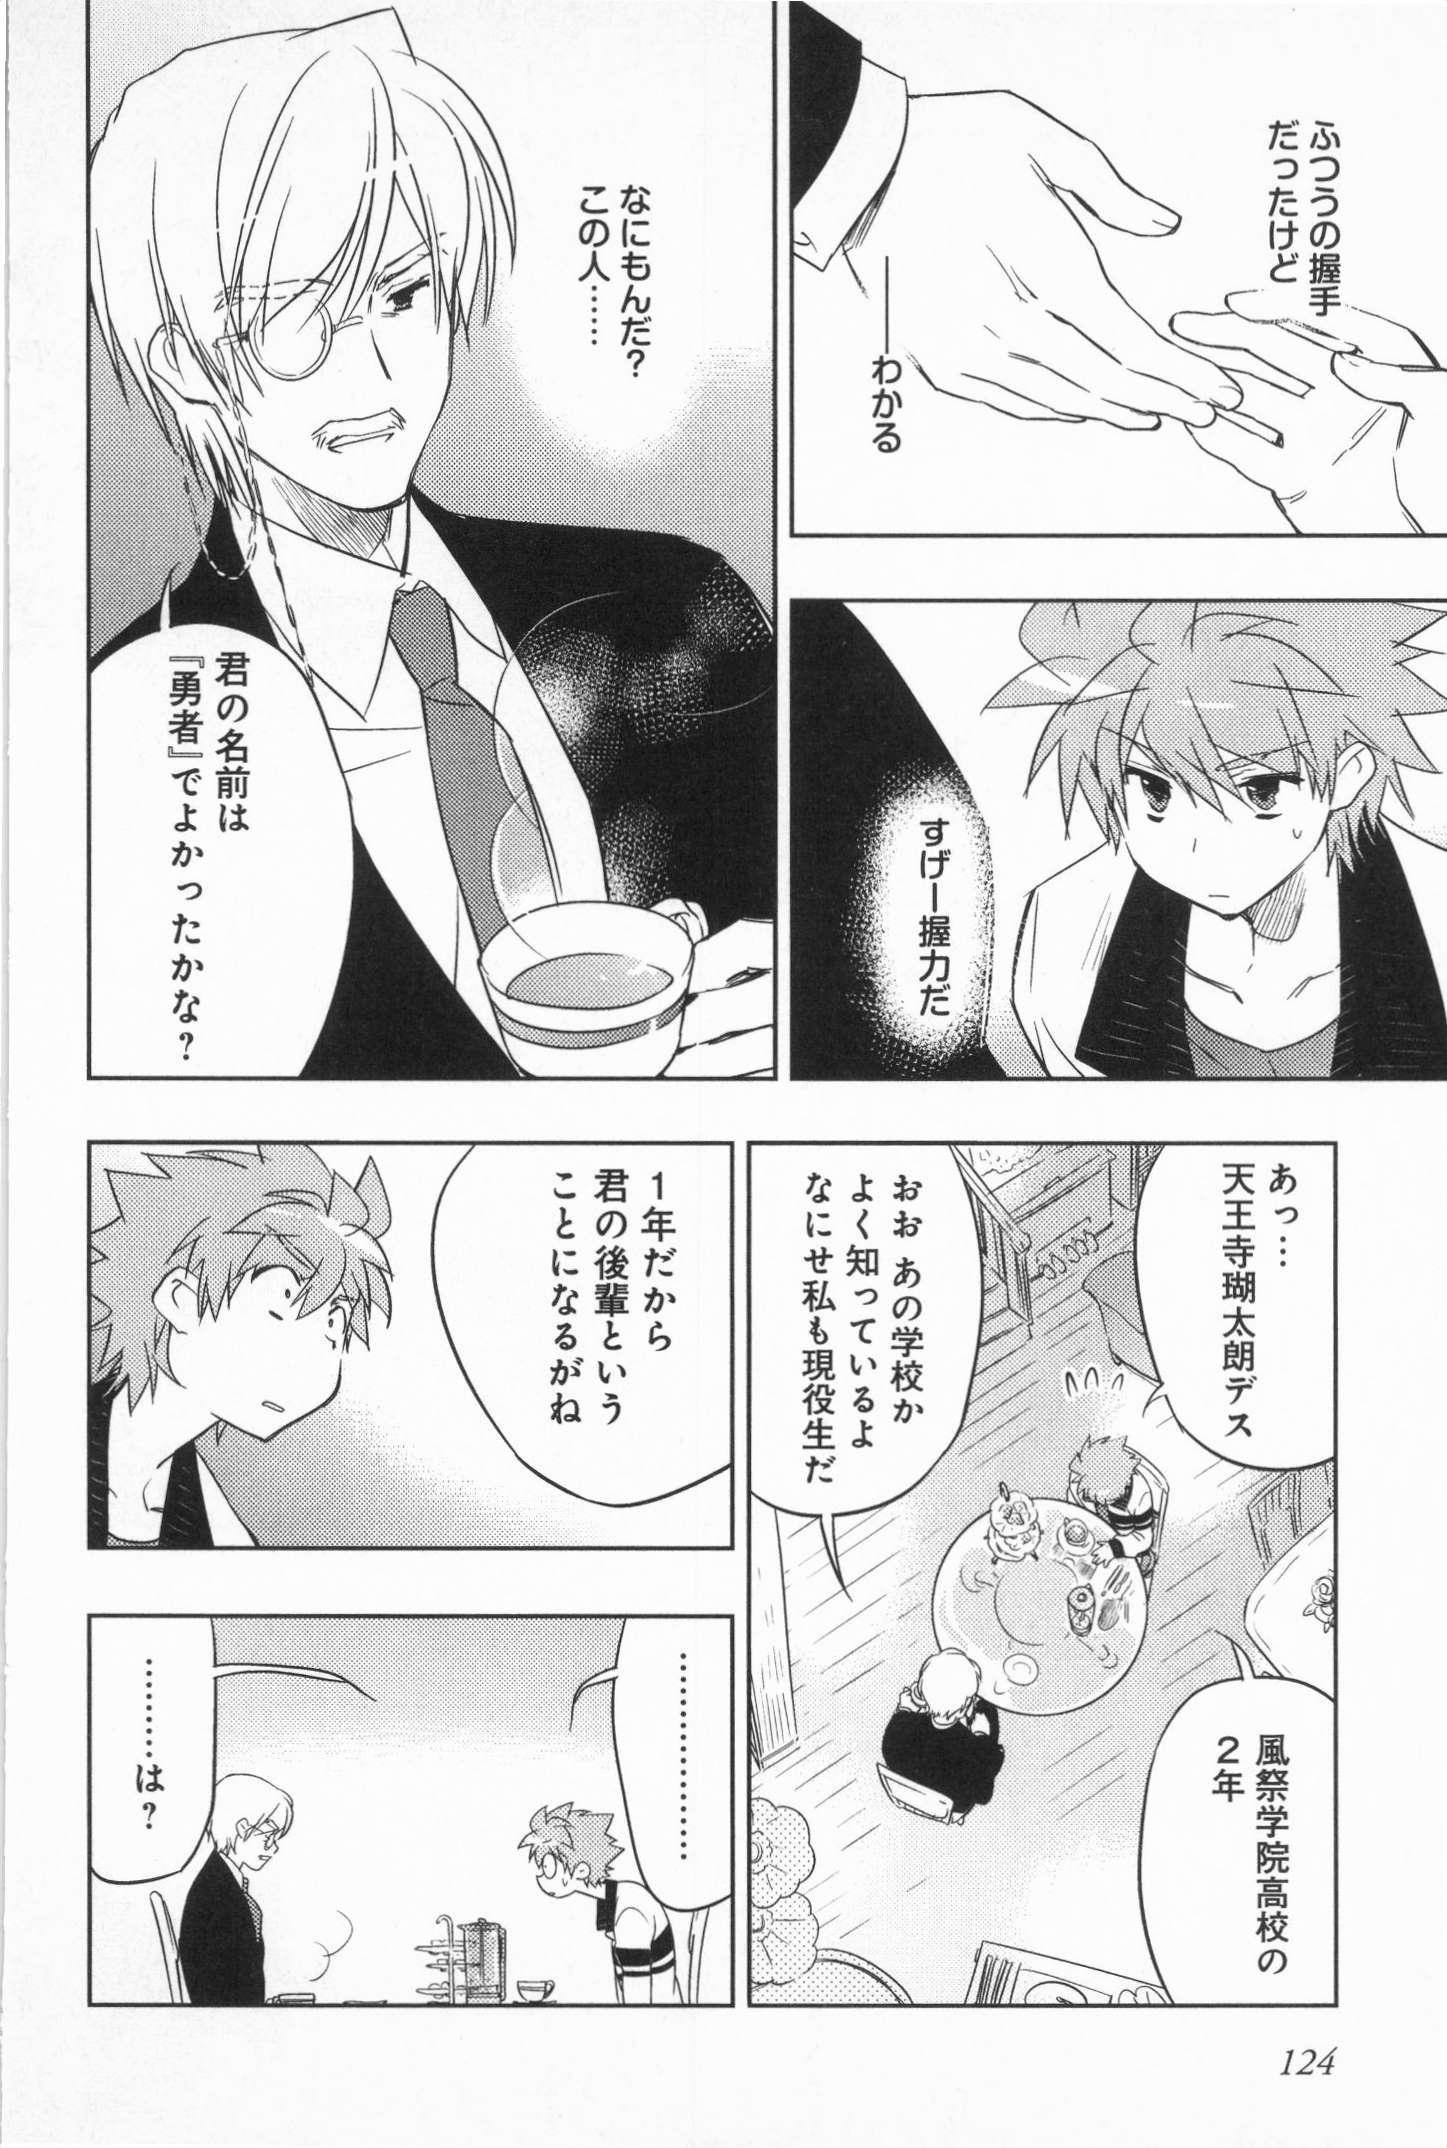 ふつうの握手
だったけど
――わかる
すげー握力だ
なにもんだ?
この人……
君の名前は
『勇者』でよかったかな?
あっ…
天王寺瑚太朗デス
風祭学院高校の
2年
おお あの学校か
よく知っているよ
なにせ私も現役生だ
1年だから
君の後輩という
ことになるがね
…………
………は?
124